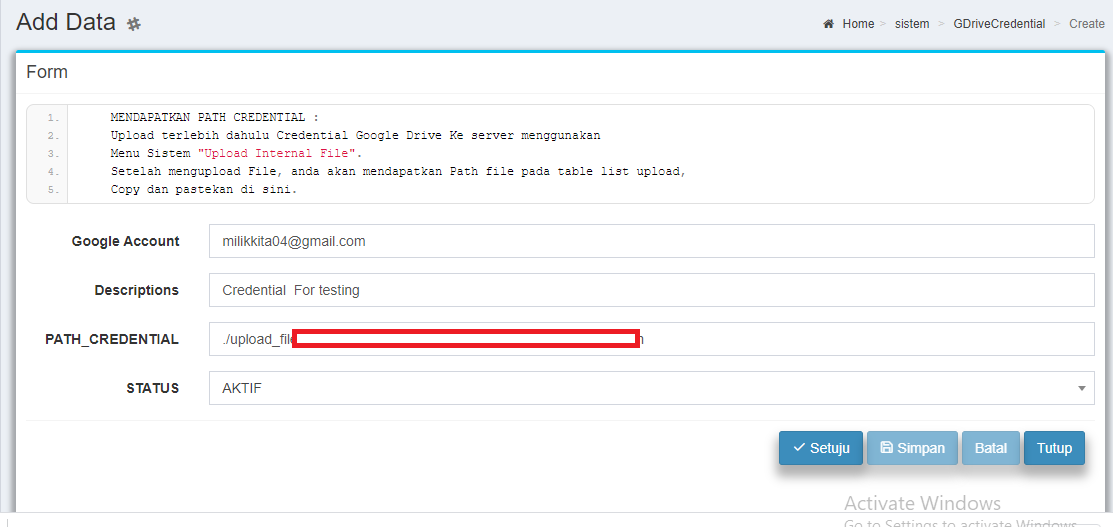 Add Data
Home > sistem > GDriveCredential > Create
Form
1. MENDAPATKAN PATH CREDENTIAL :
2. Upload terlebih dahulu Credential Google Drive Ke server menggunakan
3. Menu Sistem "Upload Internal File".
4. Setelah mengupload File, anda akan mendapatkan Path file pada table list upload,
5. Copy dan pastekan di sini.
Google Account milikkita04@gmail.com
Descriptions Credential For testing
PATH_CREDENTIAL ./upload_file
STATUS AKTIF
Setuju Simpan Batal Tutup
Activate Windows
Go to Settings to activate Windows.